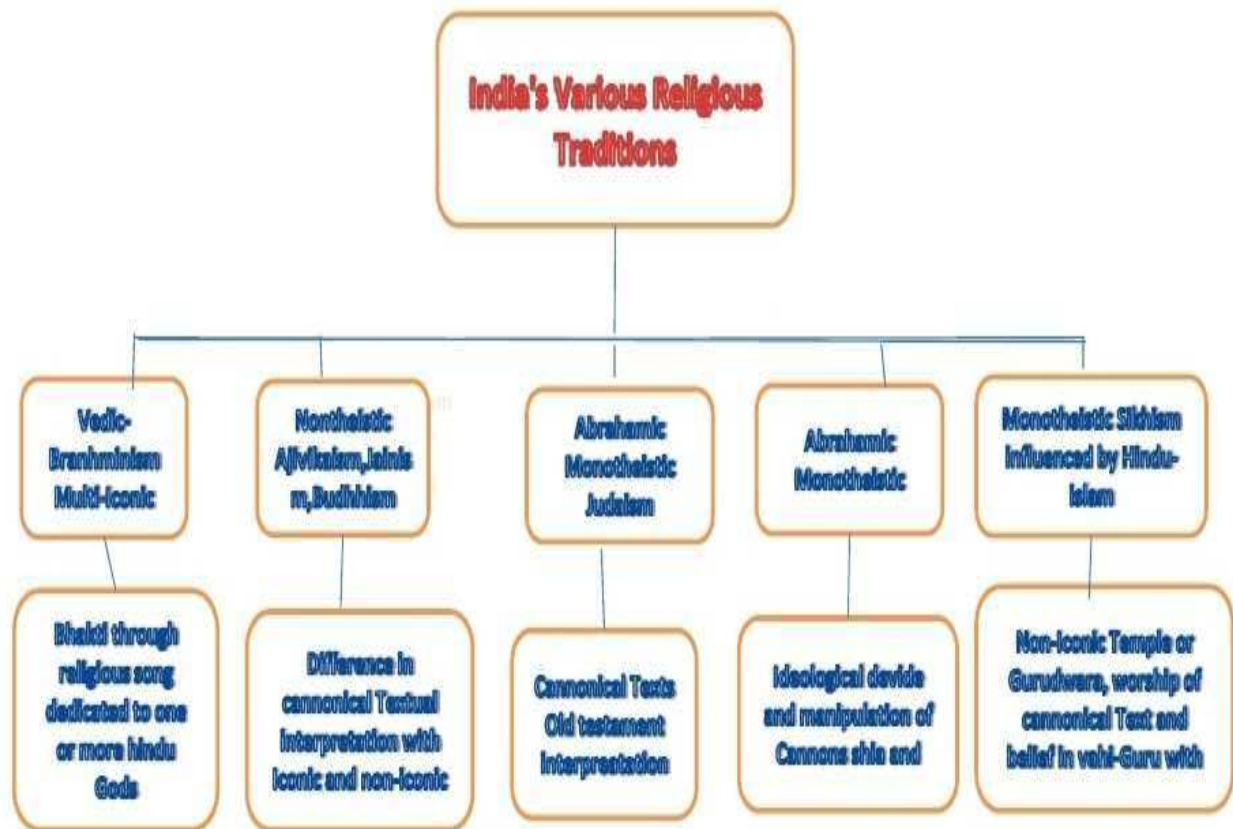 India's Various Religious
Traditions
Vedic-
Branhminism
Multi-Iconic
Nontheistic
Ajivikaism,Jainis
m,Budhhism
Abrahamic
Monotheistic
Judaism
Abrahamic
Monotheistic
Monotheistic Sikhism
influenced by Hindu-
Islam
Bhakti through
religious song
dedicated to one
or more hindu
Gods
Difference in
cannonical Textual
interpretation with
Iconic and non-iconic
Cannonical Texts
Old testament
interpreatation
Ideological devide
and manipulation of
Cannons shia and
Non-Iconic Temple or
Gurudwara, worship of
cannonical Text and
belief in vahi-Guru with